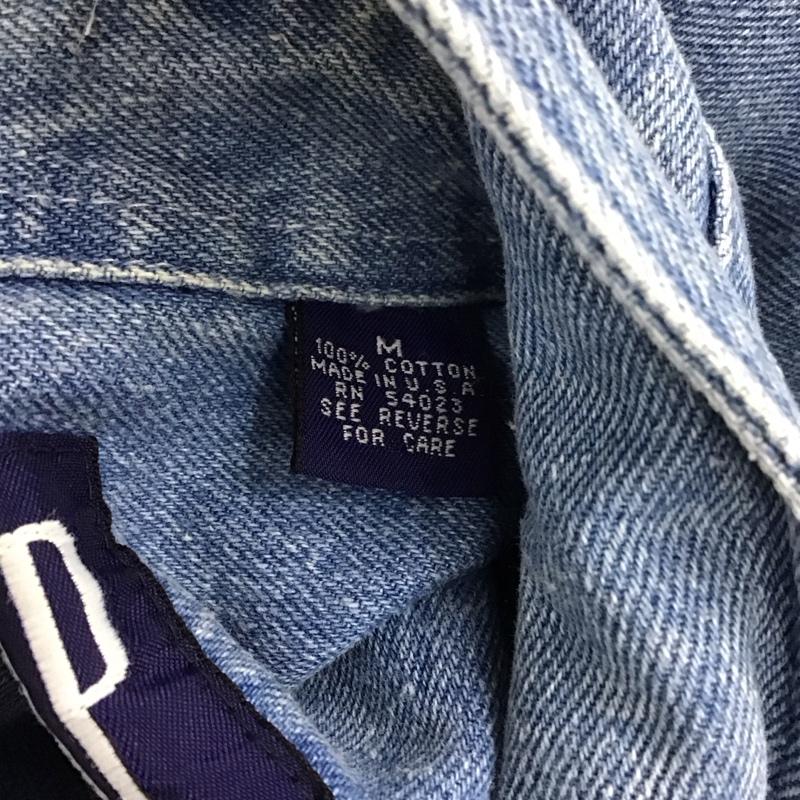 M
100% COTTON
MADE IN U.S.A.
RN 54023
SEE REVERSE
FOR CARE